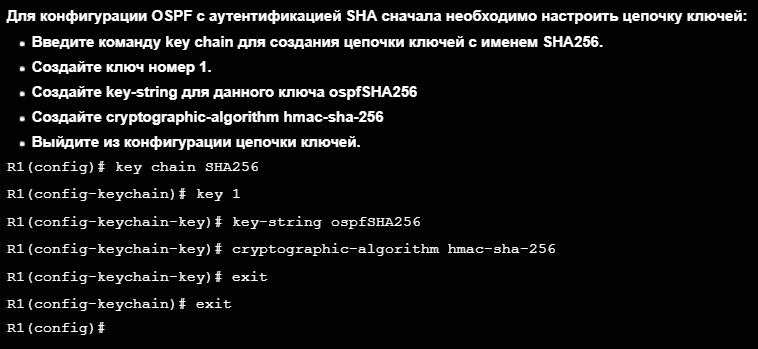 Для конфигурации OSPF с аутентификацией SHA сначала необходимо настроить цепочку ключей:
• Введите команду key chain для создания цепочки ключей с именем SHA256.
• Создайте ключ номер 1.
• Создайте key-string для данного ключа ospfSHA256
• Создайте cryptographic-algorithm hmac-sha-256
• Выйдите из конфигурации цепочки ключей.
R1(config)# key chain SHA256
R1(config-keychain)# key 1
R1(config-keychain-key)# key-string ospfSHA256
R1(config-keychain-key)# cryptographic-algorithm hmac-sha-256
R1(config-keychain-key)# exit
R1(config-keychain)# exit
R1(config)#